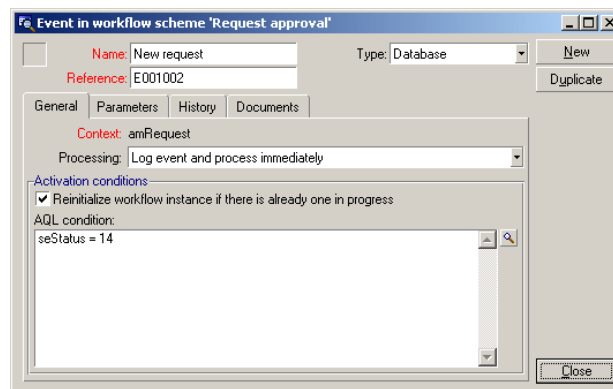 Event in workflow scheme 'Request approval'
Name: New request Type: Database New
Reference: E001002 Duplicate
General Parameters History Documents
Context: amRequest
Processing: Log event and process immediately
Activation conditions
Reinitialize workflow instance if there is already one in progress
AQL condition:
seStatus = 14
Close